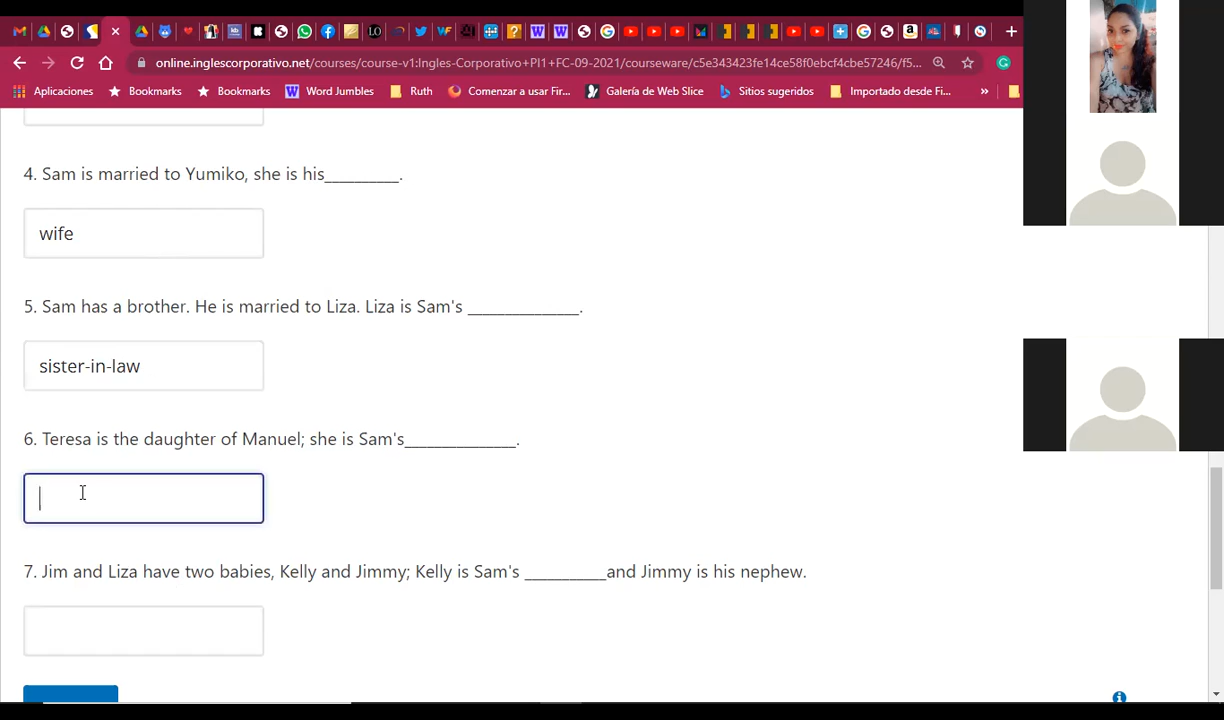 online.inglescorporativo.net/courses/course-v1:Ingles-Corporativo+PI1+FC-09-2021/courseware/c5e343423fe14ce58f0ebcf4cbe57246/f5...
Aplicaciones Bookmarks Bookmarks Word Jumbles Ruth Comenzar a usar Fir... Galería de Web Slice Sitios sugeridos Importado desde Fi... »
4. Sam is married to Yumiko, she is his__________.
wife
5. Sam has a brother. He is married to Liza. Liza is Sam's _______________.
sister-in-law
6. Teresa is the daughter of Manuel; she is Sam's_______________.
7. Jim and Liza have two babies, Kelly and Jimmy; Kelly is Sam's ___________and Jimmy is his nephew.